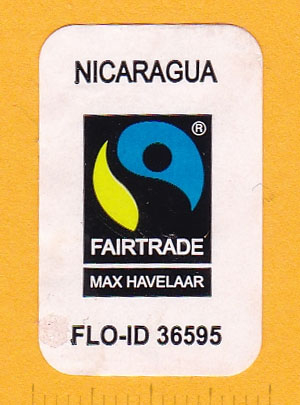 NICARAGUA
®
FAIRTRADE
MAX HAVELAAR
FLO-ID 36595